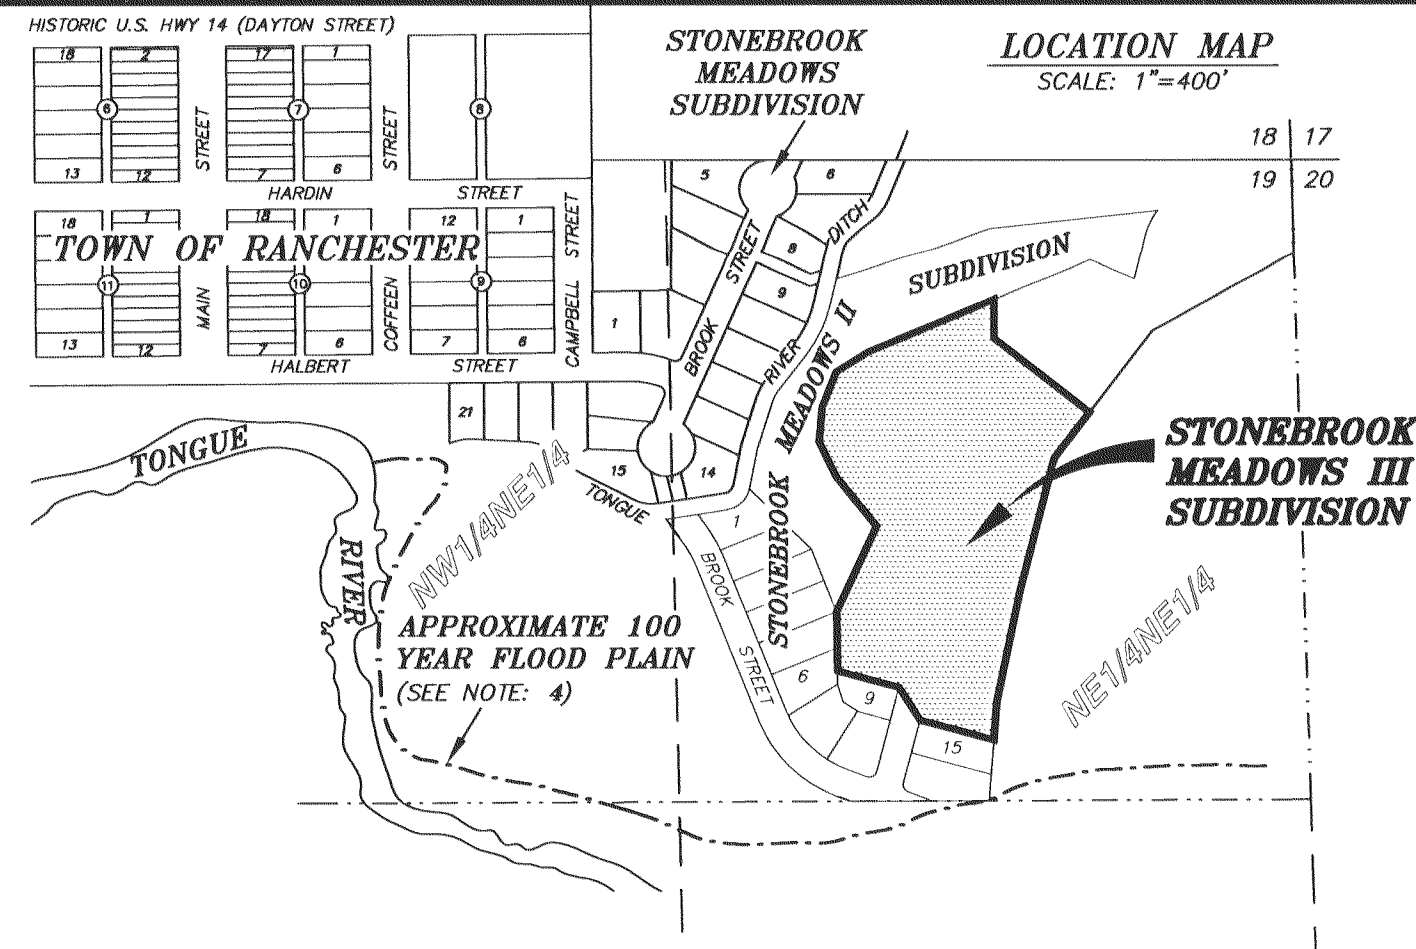 HISTORIC U.S. HWY 14 (DAYTON STREET)
STONEBROOK
MEADOWS
SUBDIVISION
LOCATION MAP
SCALE: 1"=400'
18 17
19 20
18 2 17 1
6 7 8
13 12 7 6
STREET
STREET
HARDIN STREET
18 1 18 1 12 1
TOWN OF RANCHESTER
11 10 9
13 12 7 6 7 6
MAIN
COFFEEN
CAMPBELL STREET
HALBERT STREET
5 6
8
9
1
BROOK STREET
RIVER DITCH
STONEBROOK MEADOWS II SUBDIVISION
21
15 14
TONGUE
TONGUE
RIVER
NW1/4NE1/4
STONEBROOK
MEADOWS III
SUBDIVISION
1
BROOK STREET
6
9
15
NE1/4NE1/4
APPROXIMATE 100
YEAR FLOOD PLAIN
(SEE NOTE: 4)